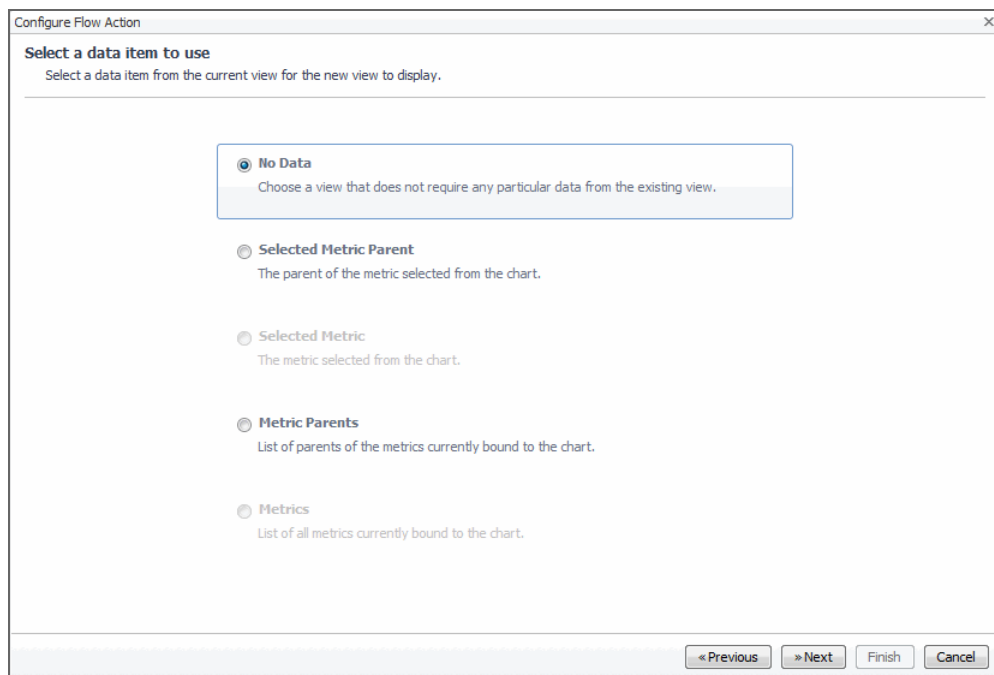 Configure Flow Action
Select a data item to use
Select a data item from the current view for the new view to display.
No Data
Choose a view that does not require any particular data from the existing view.
Selected Metric Parent
The parent of the metric selected from the chart.
Selected Metric
The metric selected from the chart.
Metric Parents
List of parents of the metrics currently bound to the chart.
Metrics
List of all metrics currently bound to the chart.
«Previous »Next Finish Cancel